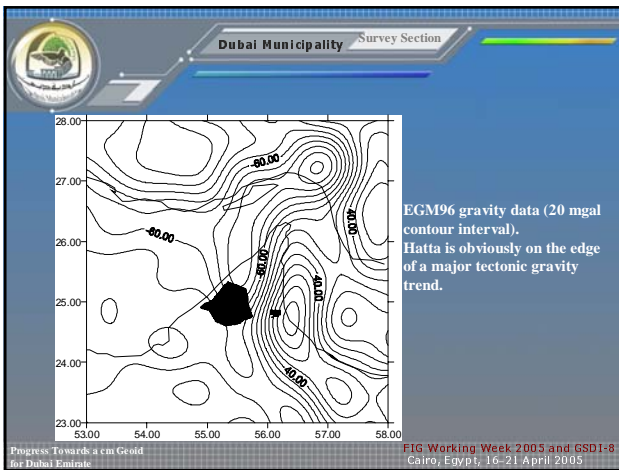 Dubai Municipality
Survey Section
28.00
27.00
26.00
25.00
24.00
23.00
53.00 54.00 55.00 56.00 57.00 58.00
-60.00
-60.00
-60.00
40.00
40.00
40.00
EGM96 gravity data (20 mgal
contour interval).
Hatta is obviously on the edge
of a major tectonic gravity
trend.
Progress Towards a cm Geoid
for Dubai Emirate
FIG Working Week 2005 and GSDI-8
Cairo, Egypt, 16-21 April 2005